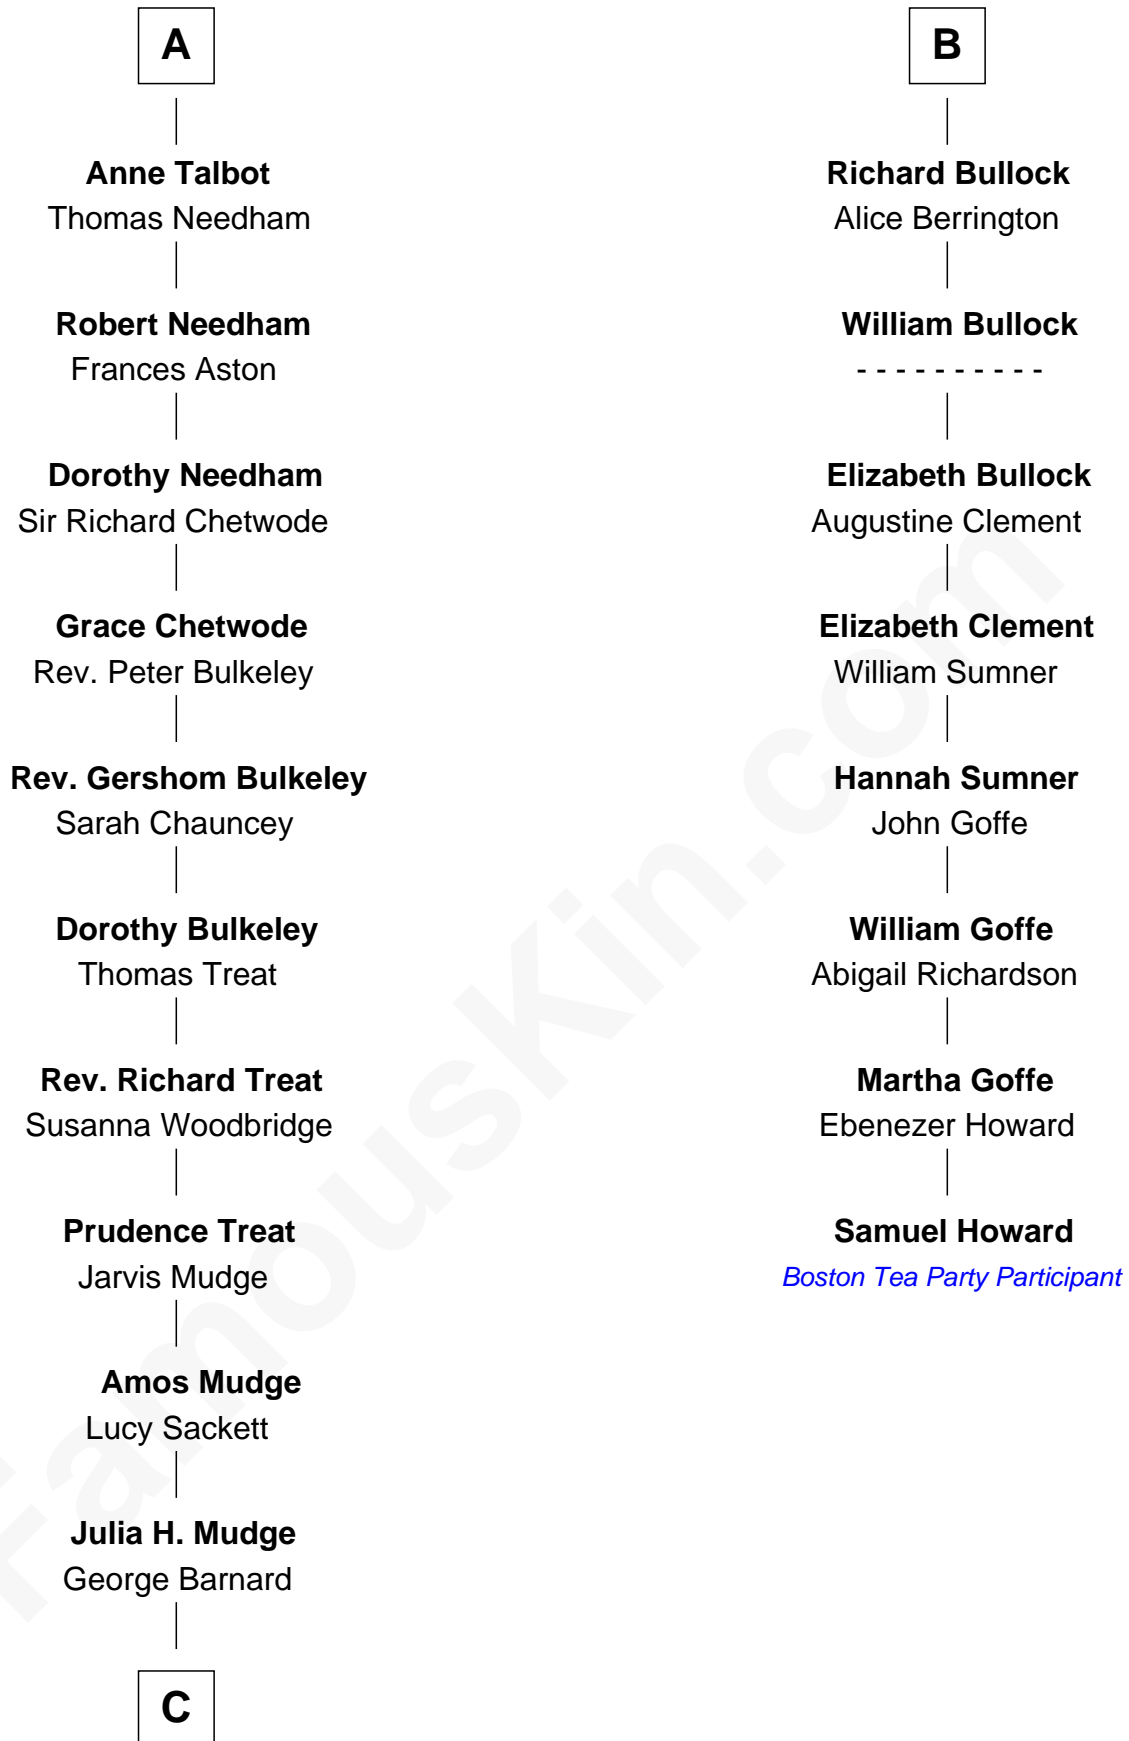 A
Anne Talbot
Thomas Needham
Robert Needham
Frances Aston
Dorothy Needham
Sir Richard Chetwode
Grace Chetwode
Rev. Peter Bulkeley
Rev. Gershom Bulkeley
Sarah Chauncey
Dorothy Bulkeley
Thomas Treat
Rev. Richard Treat
Susanna Woodbridge
Prudence Treat
Jarvis Mudge
Amos Mudge
Lucy Sackett
Julia H. Mudge
George Barnard
C
B
Richard Bullock
Alice Berrington
William Bullock
- - - - - - - - - -
Elizabeth Bullock
Augustine Clement
Elizabeth Clement
William Sumner
Hannah Sumner
John Goffe
William Goffe
Abigail Richardson
Martha Goffe
Ebenezer Howard
Samuel Howard
Boston Tea Party Participant
FamousKin.com